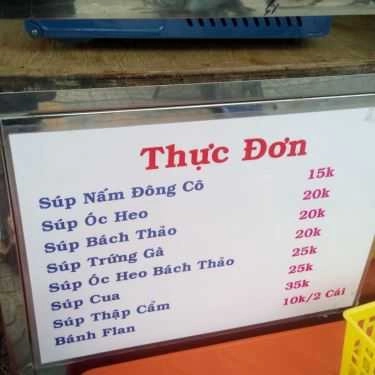 Thực Đơn
Súp Nấm Đông Cô 15k
Súp Óc Heo 20k
Súp Bách Thảo 20k
Súp Trứng Gà 20k
Súp Óc Heo Bách Thảo 25k
Súp Cua 25k
Súp Thập Cẩm 35k
Bánh Flan 10k/2 Cái